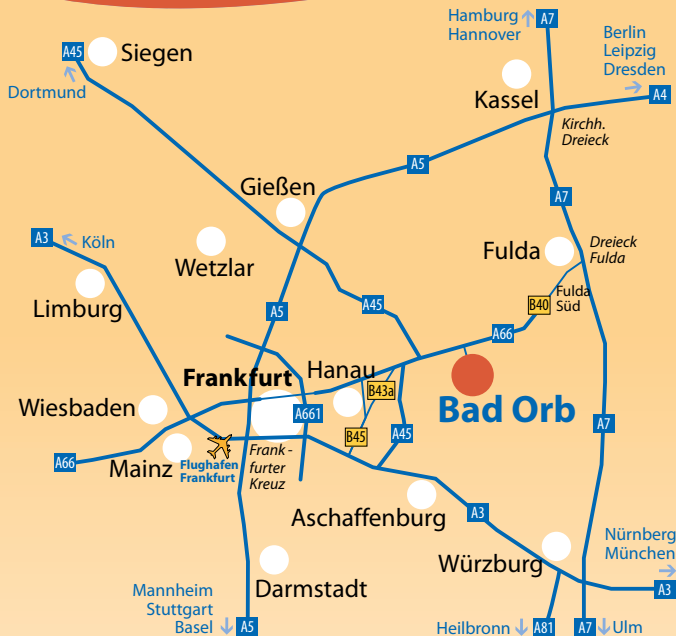 Hamburg
Hannover
A7
Berlin
Leipzig
Dresden
A4
A45
Siegen
Dortmund
Kassel
Kirchh.
Dreieck
A5
A7
Gießen
A3
Köln
Wetzlar
Fulda
Dreieck
Fulda
Limburg
A5
A45
B40
Fulda
Süd
A66
Frankfurt
Hanau
B43a
Bad Orb
Wiesbaden
A661
B45
A45
A7
A66
Mainz
Flughafen
Frankfurt
Frank-
furter
Kreuz
Aschaffenburg
A3
Würzburg
Nürnberg
München
A3
Darmstadt
Mannheim
Stuttgart
Basel
A5
Heilbronn
A81
A7
Ulm